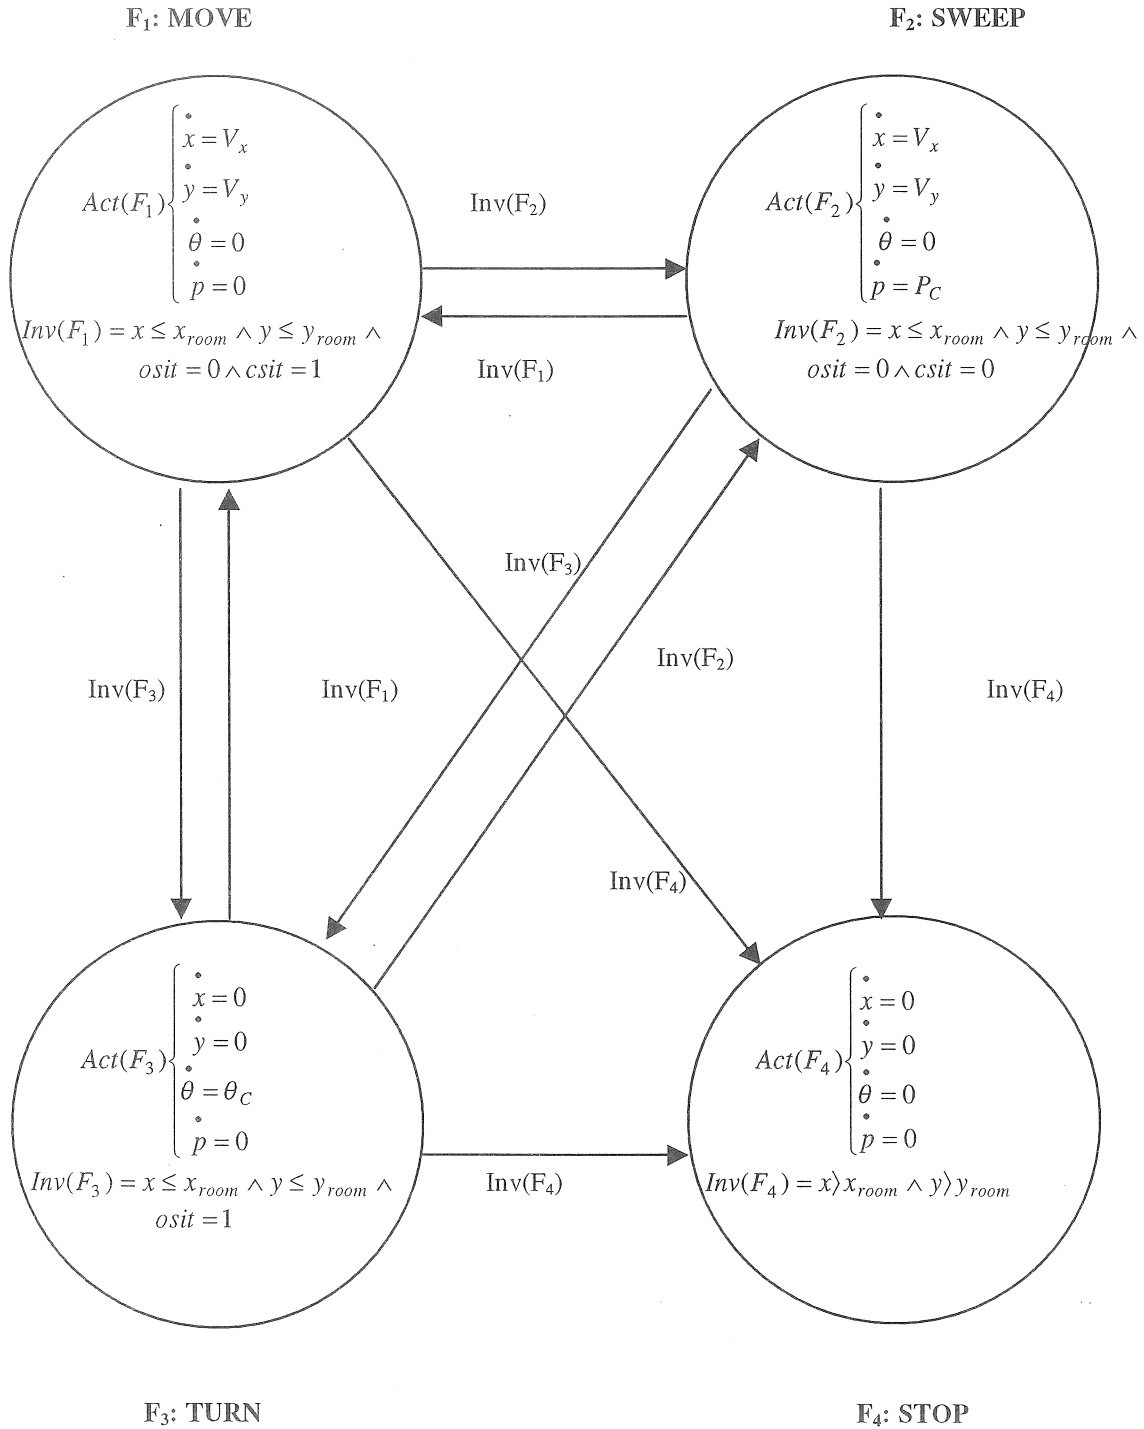 F₁: MOVE
F₂: SWEEP
Act(F₁) { ẋ = Vₓ
ẏ = V_y
θ̇ = 0
ṗ = 0
Inv(F₁) = x ≤ x_room ∧ y ≤ y_room ∧
osit = 0 ∧ csit = 1
Inv(F₂)
Inv(F₁)
Act(F₂) { ẋ = Vₓ
ẏ = V_y
θ̇ = 0
ṗ = P_C
Inv(F₂) = x ≤ x_room ∧ y ≤ y_room ∧
osit = 0 ∧ csit = 0
Inv(F₃)
Inv(F₂)
Inv(F₃)
Inv(F₁)
Inv(F₄)
Inv(F₄)
Act(F₃) { ẋ = 0
ẏ = 0
θ̇ = θ_C
ṗ = 0
Inv(F₃) = x ≤ x_room ∧ y ≤ y_room ∧
osit = 1
Inv(F₄)
Act(F₄) { ẋ = 0
ẏ = 0
θ̇ = 0
ṗ = 0
Inv(F₄) = x⟩x_room ∧ y⟩y_room
F₃: TURN
F₄: STOP